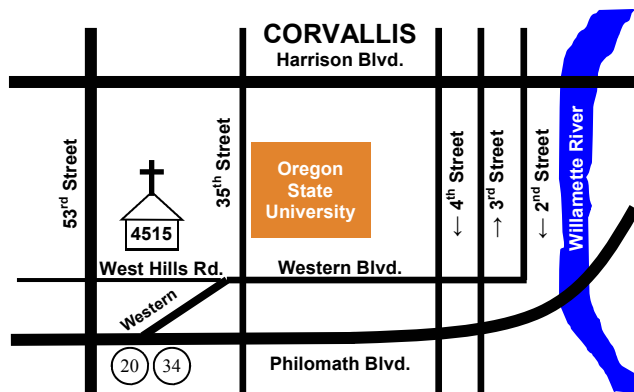 CORVALLIS
Harrison Blvd.
53rd Street
35th Street
Oregon
State
University
← 4th Street
→ 3rd Street
← 2nd Street
Willamette River
4515
West Hills Rd.
Western Blvd.
Western
20
34
Philomath Blvd.